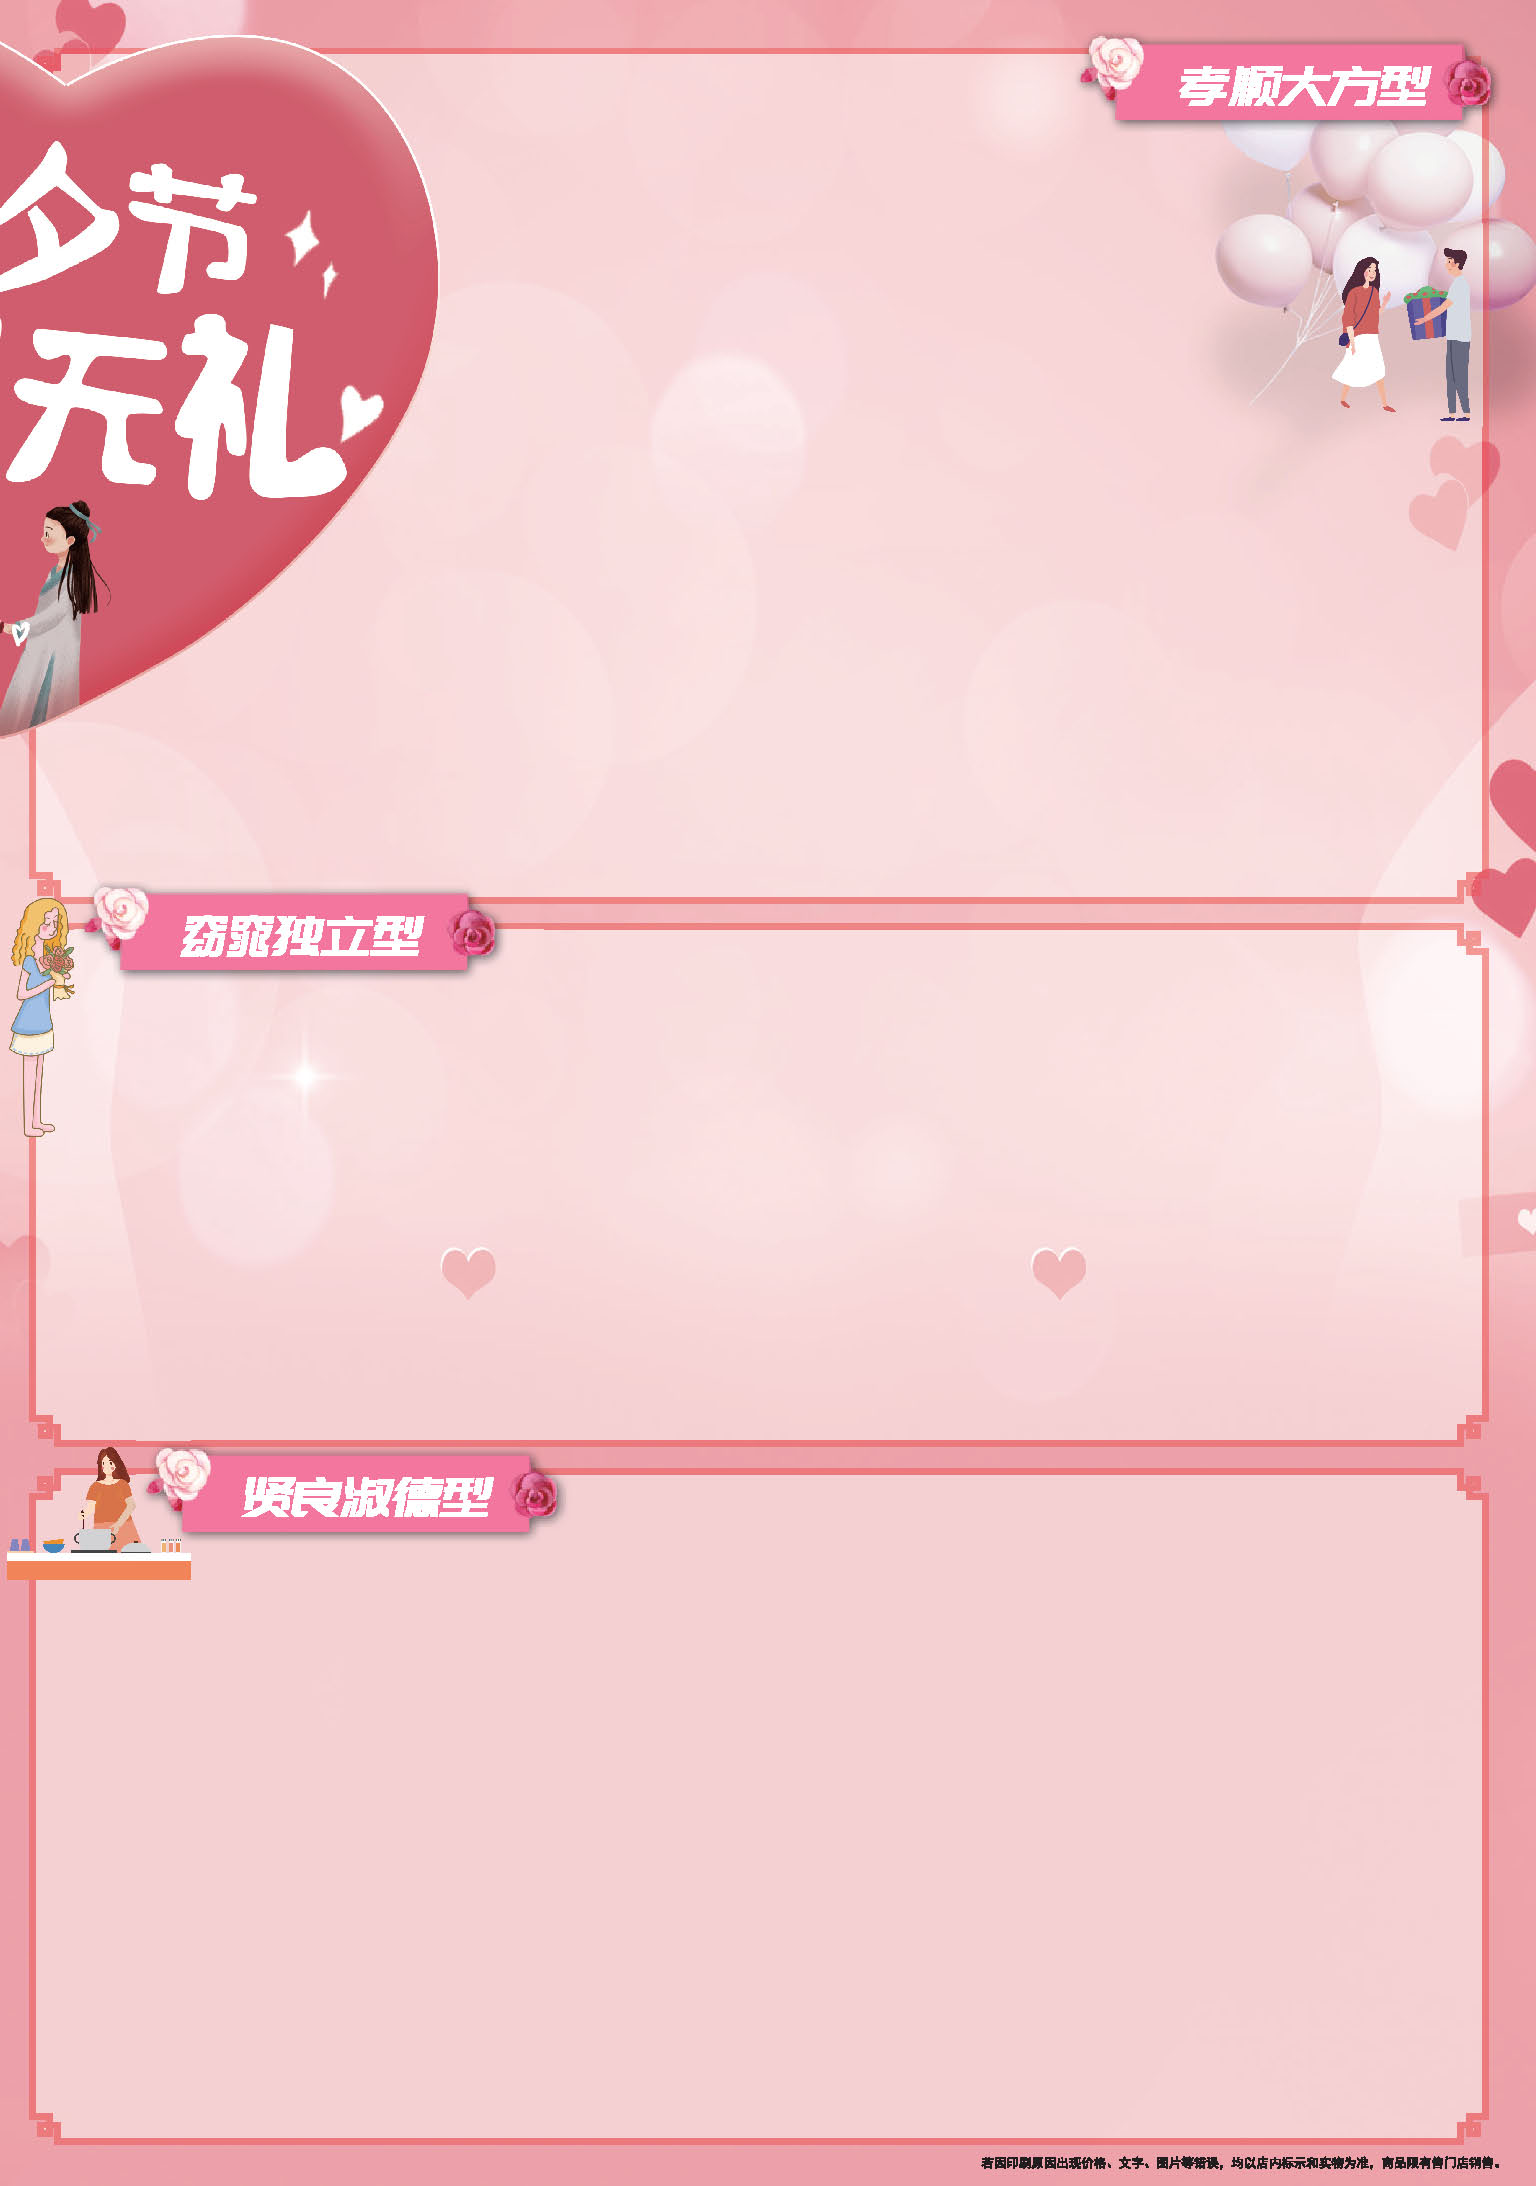 夕节
无礼
孝顺大方型
窈窕独立型
贤良淑德型
若因印刷原因出现价格、文字、图片等错误，均以店内标示和实物为准，商品限有售门店销售。